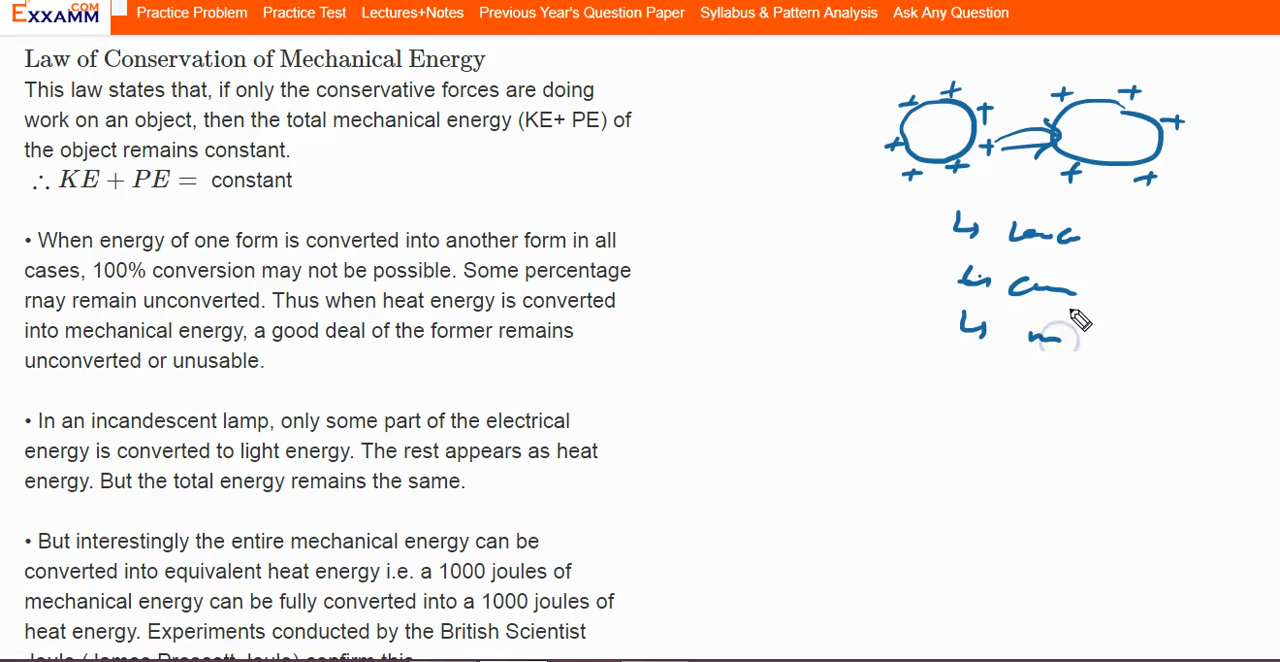 EXXAMM
.COM
Practice Problem Practice Test Lectures+Notes Previous Year's Question Paper Syllabus & Pattern Analysis Ask Any Question
Law of Conservation of Mechanical Energy
This law states that, if only the conservative forces are doing
work on an object, then the total mechanical energy (KE+ PE) of
the object remains constant.
∴ KE + PE = constant
• When energy of one form is converted into another form in all
cases, 100% conversion may not be possible. Some percentage
rnay remain unconverted. Thus when heat energy is converted
into mechanical energy, a good deal of the former remains
unconverted or unusable.
• In an incandescent lamp, only some part of the electrical
energy is converted to light energy. The rest appears as heat
energy. But the total energy remains the same.
• But interestingly the entire mechanical energy can be
converted into equivalent heat energy i.e. a 1000 joules of
mechanical energy can be fully converted into a 1000 joules of
heat energy. Experiments conducted by the British Scientist
Joule (James Prescott Joule) confirm this
+ + + + + + + +
+ + + + +